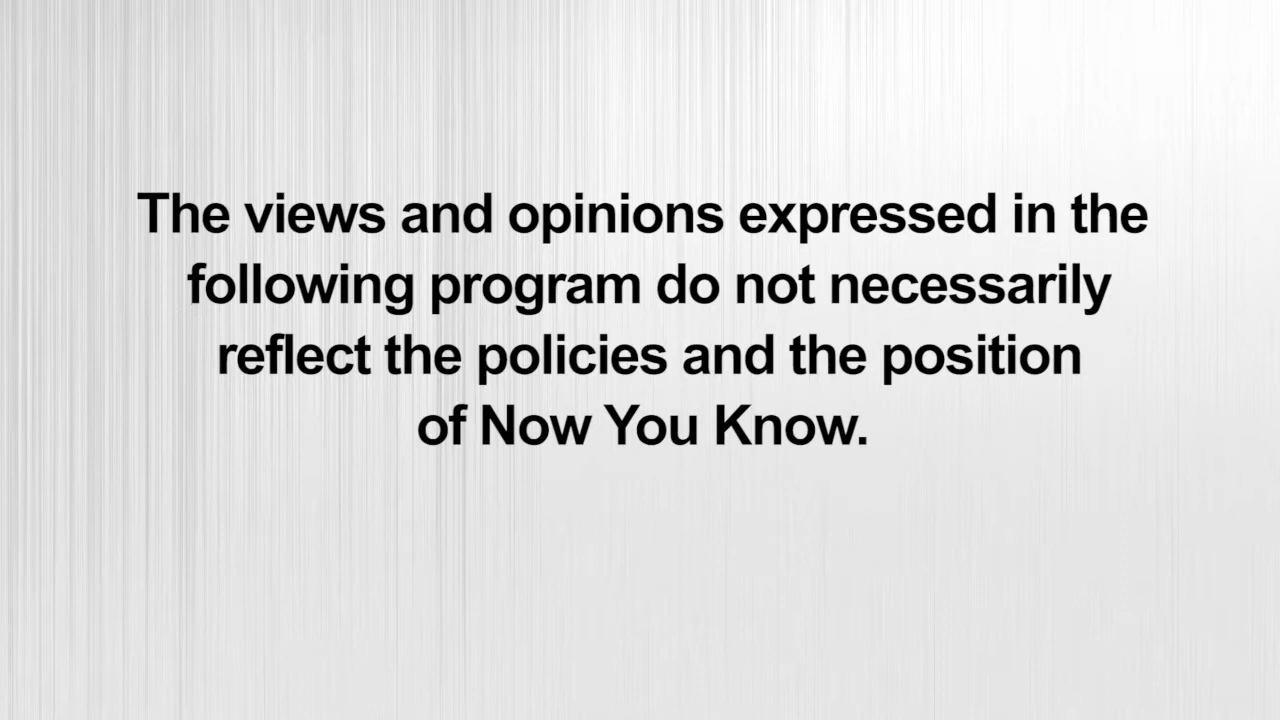 The views and opinions expressed in the
following program do not necessarily
reflect the policies and the position
of Now You Know.